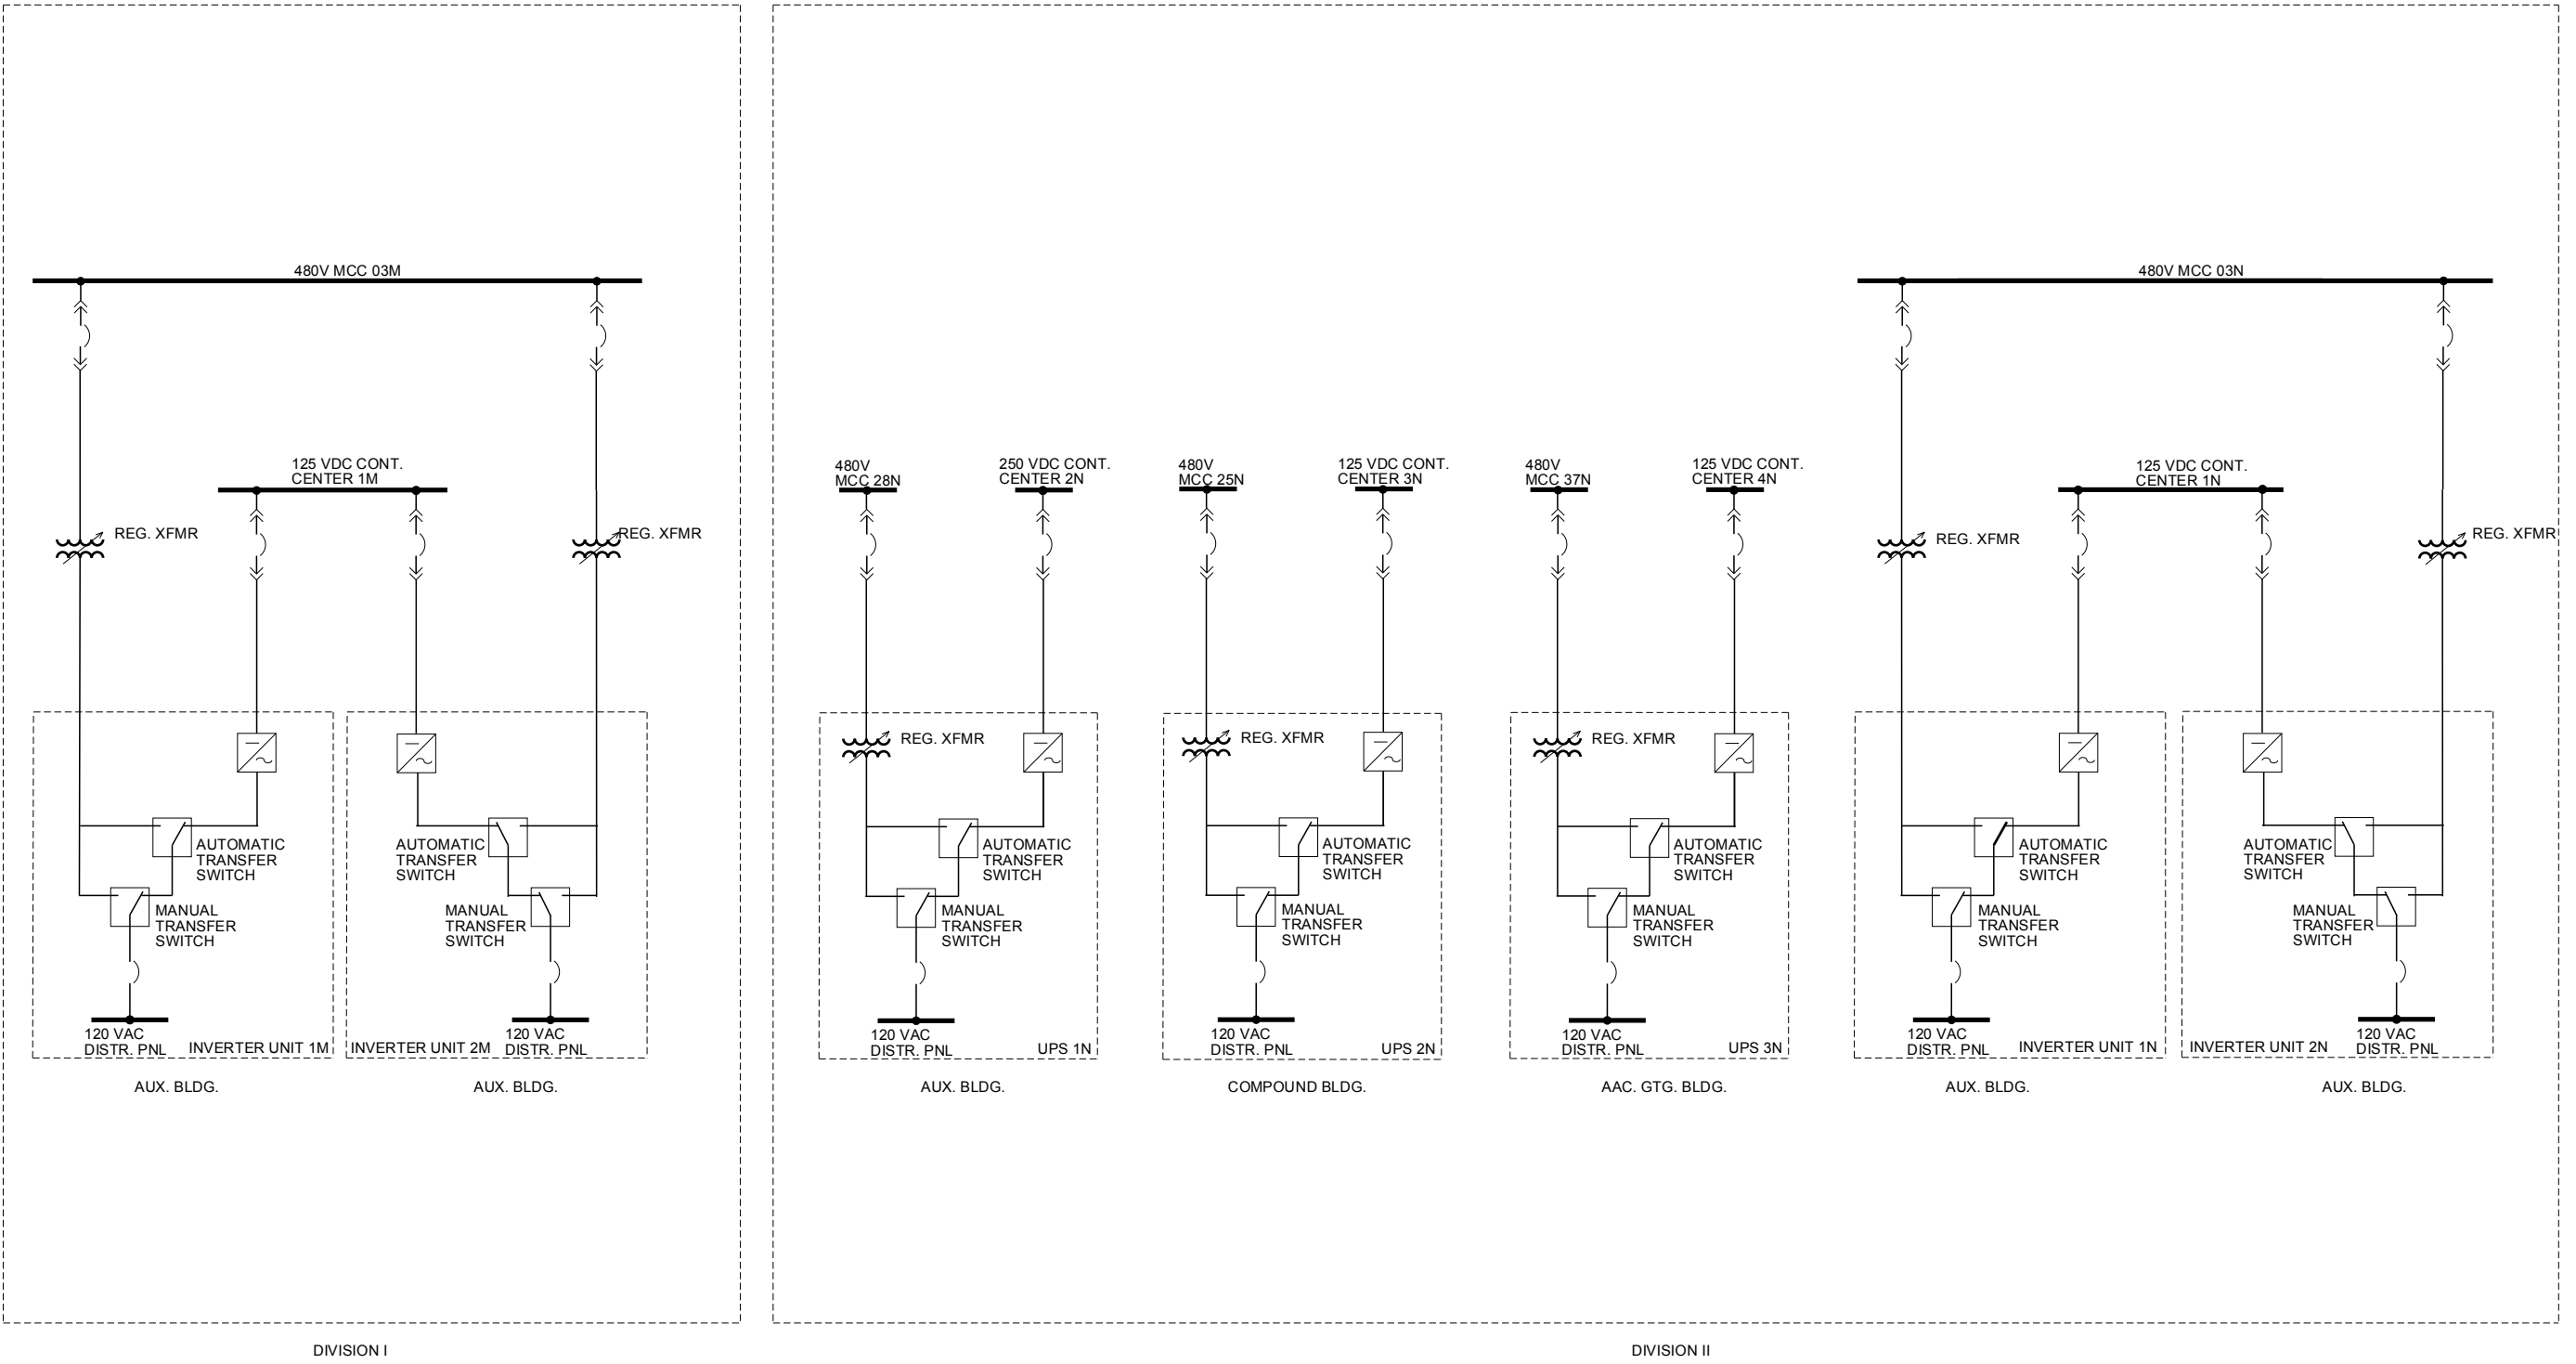 480V MCC 03M
480V MCC 03N
125 VDC CONT.
CENTER 1M
480V
MCC 28N
250 VDC CONT.
CENTER 2N
480V
MCC 25N
125 VDC CONT.
CENTER 3N
480V
MCC 37N
125 VDC CONT.
CENTER 4N
125 VDC CONT.
CENTER 1N
REG. XFMR
REG. XFMR
REG. XFMR
REG. XFMR
REG. XFMR
REG. XFMR
REG. XFMR
AUTOMATIC
TRANSFER
SWITCH
AUTOMATIC
TRANSFER
SWITCH
AUTOMATIC
TRANSFER
SWITCH
AUTOMATIC
TRANSFER
SWITCH
AUTOMATIC
TRANSFER
SWITCH
AUTOMATIC
TRANSFER
SWITCH
AUTOMATIC
TRANSFER
SWITCH
MANUAL
TRANSFER
SWITCH
MANUAL
TRANSFER
SWITCH
MANUAL
TRANSFER
SWITCH
MANUAL
TRANSFER
SWITCH
MANUAL
TRANSFER
SWITCH
MANUAL
TRANSFER
SWITCH
MANUAL
TRANSFER
SWITCH
120 VAC
DISTR. PNL
INVERTER UNIT 1M
INVERTER UNIT 2M
120 VAC
DISTR. PNL
120 VAC
DISTR. PNL
UPS 1N
120 VAC
DISTR. PNL
UPS 2N
120 VAC
DISTR. PNL
UPS 3N
120 VAC
DISTR. PNL
INVERTER UNIT 1N
INVERTER UNIT 2N
120 VAC
DISTR. PNL
AUX. BLDG.
AUX. BLDG.
AUX. BLDG.
COMPOUND BLDG.
AAC. GTG. BLDG.
AUX. BLDG.
AUX. BLDG.
DIVISION I
DIVISION II